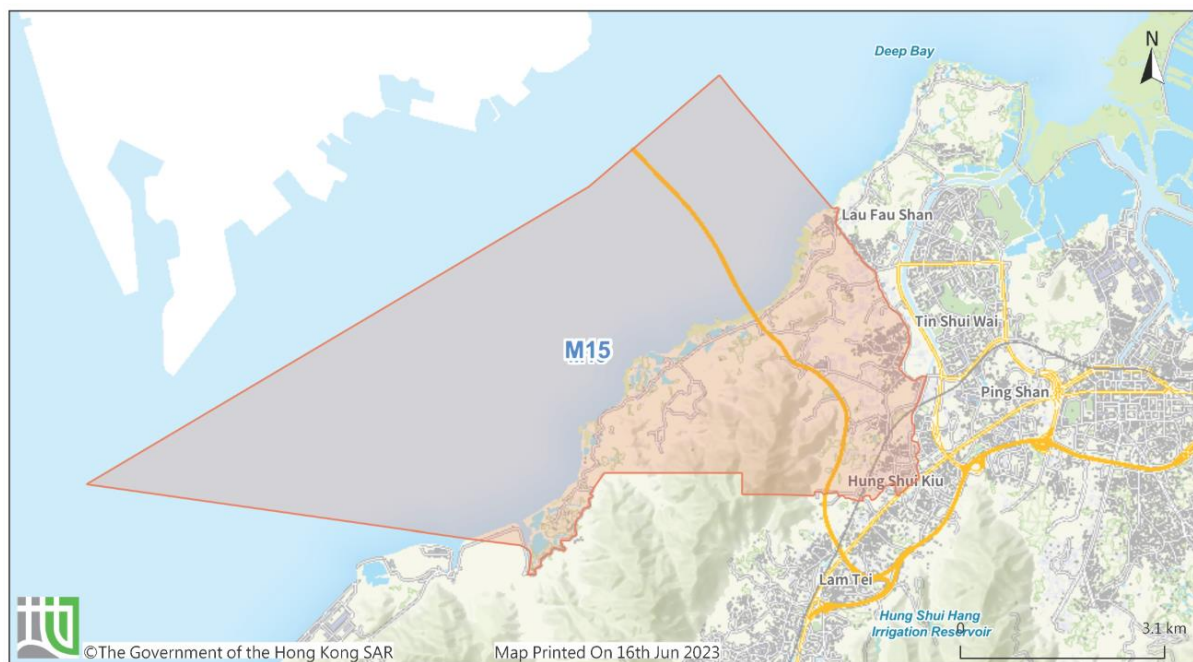 Deep Bay
N
Lau Fau Shan
Tin Shui Wai
M15
Ping Shan
Hung Shui Kiu
Lam Tei
Hung Shui Hang
Irrigation Reservoir
0
3.1 km
©The Government of the Hong Kong SAR
Map Printed On 16th Jun 2023